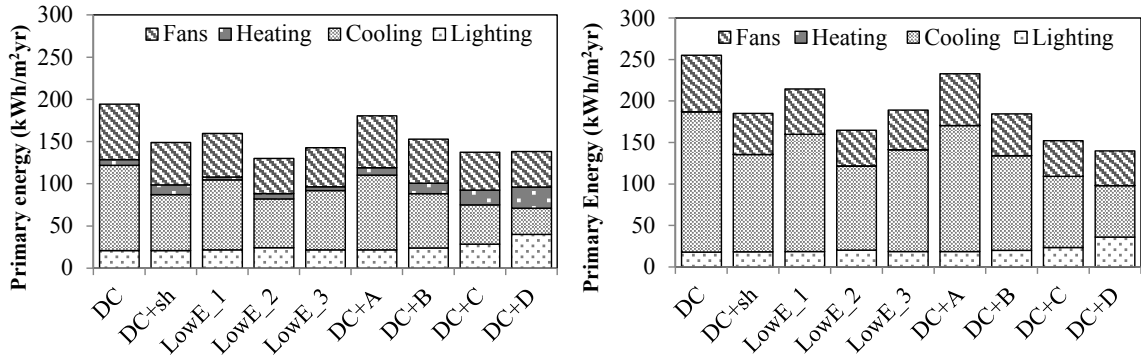 Primary energy (kWh/m²yr)
300
250
200
150
100
50
0
Fans Heating Cooling Lighting
DC
DC+sh
LowE_1
LowE_2
LowE_3
DC+A
DC+B
DC+C
DC+D
Primary Energy (kWh/m²yr)
300
250
200
150
100
50
0
Fans Heating Cooling Lighting
DC
DC+sh
LowE_1
LowE_2
LowE_3
DC+A
DC+B
DC+C
DC+D